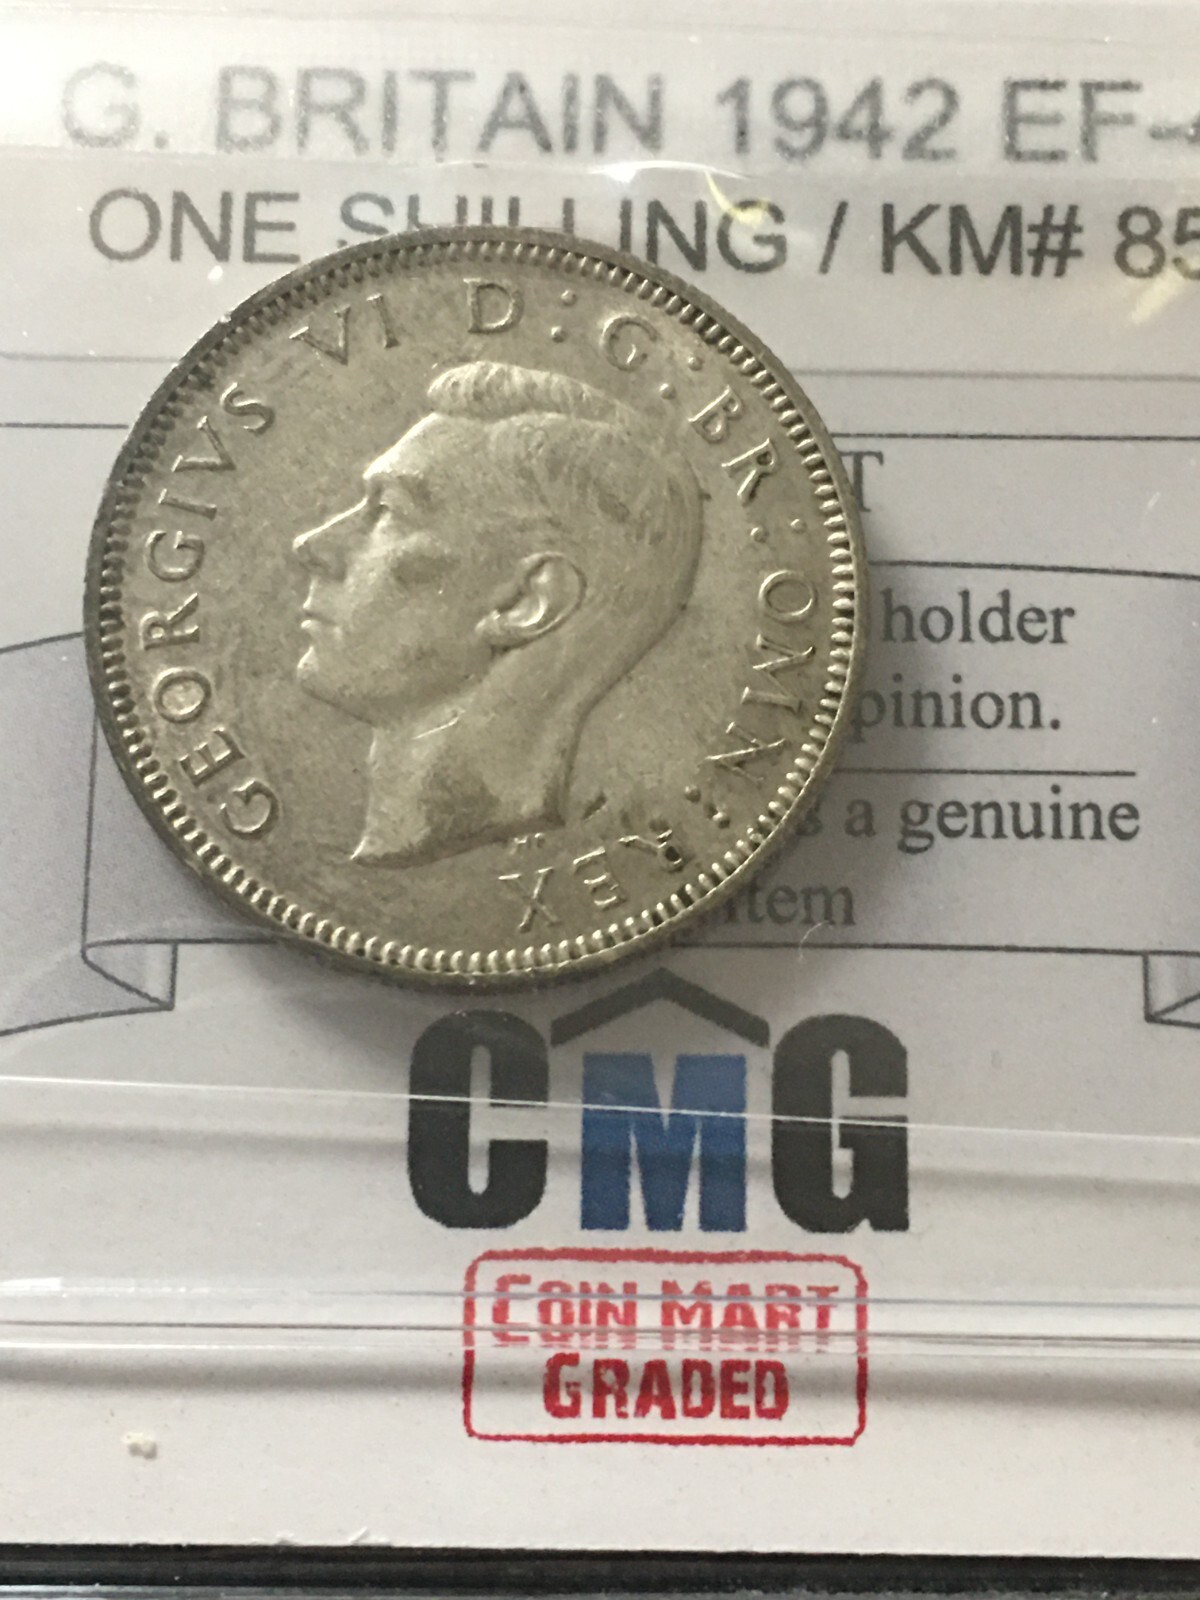 G. BRITAIN 1942 EF-4
ONE SHILLING / KM# 85
GEORGIVS VI D: G: BR: OMN: REX
T
holder
pinion.
s a genuine
item
CMG
COIN MART
GRADED